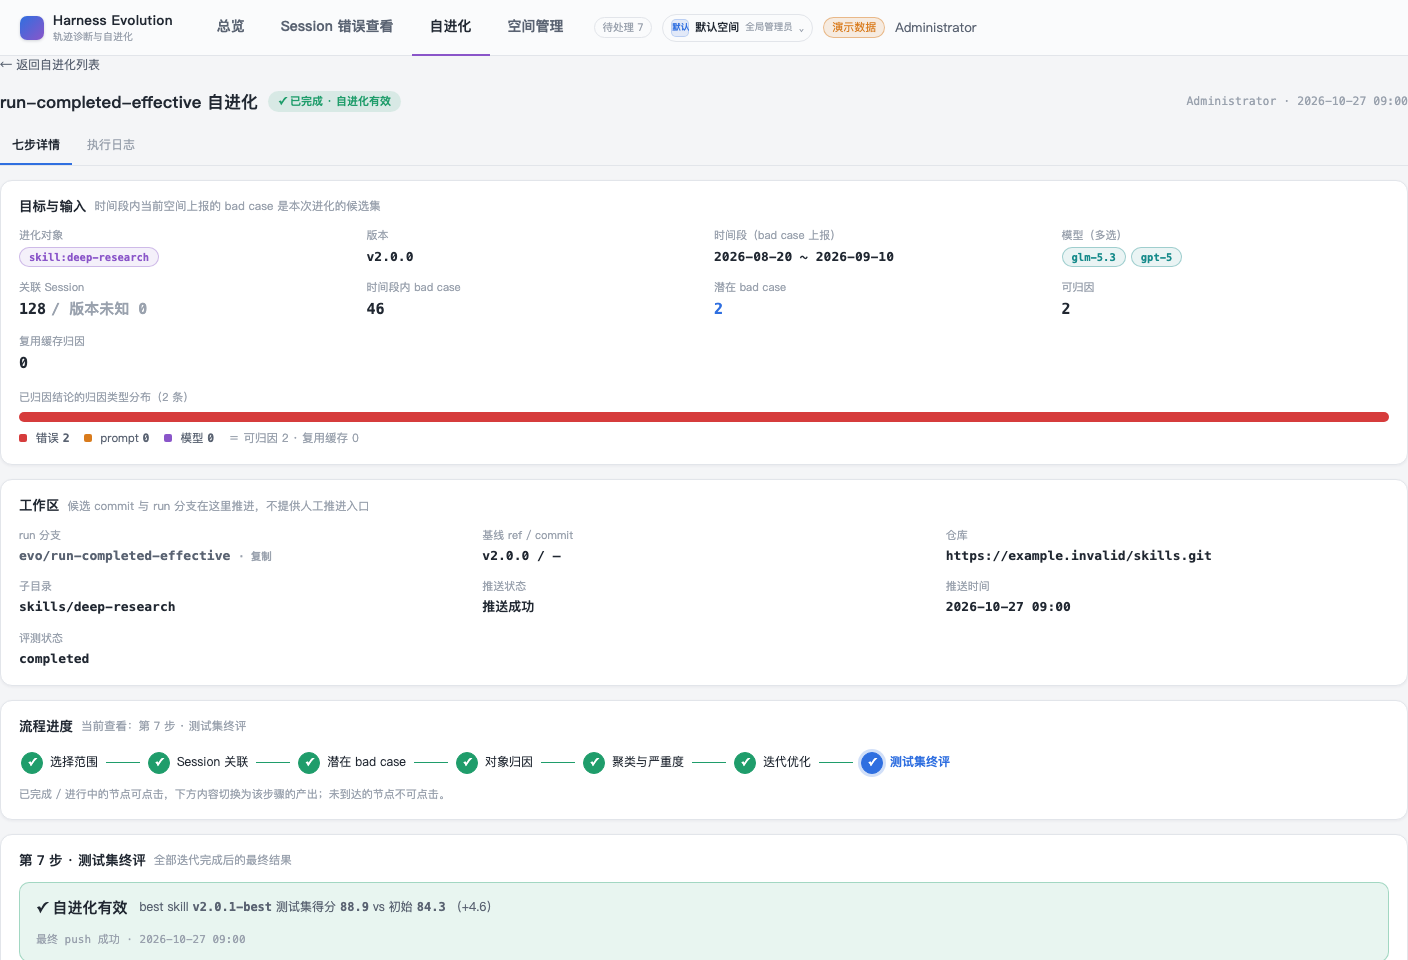 Harness Evolution
轨迹诊断与自进化
总览
Session 错误查看
自进化
空间管理
待处理 7
默认 默认空间 全局管理员
演示数据
Administrator
← 返回自进化列表
run-completed-effective 自进化
✓ 已完成 · 自进化有效
Administrator · 2026-10-27 09:00
七步详情
执行日志
目标与输入 时间段内当前空间上报的 bad case 是本次进化的候选集
进化对象
版本
时间段（bad case 上报）
模型（多选）
skill:deep-research
v2.0.0
2026-08-20 ~ 2026-09-10
glm-5.3 gpt-5
关联 Session
时间段内 bad case
潜在 bad case
可归因
128 / 版本未知 0
46
2
2
复用缓存归因
0
已归因结论的归因类型分布（2 条）
错误 2 prompt 0 模型 0 = 可归因 2 · 复用缓存 0
工作区 候选 commit 与 run 分支在这里推进，不提供人工推进入口
run 分支
基线 ref / commit
仓库
evo/run-completed-effective · 复制
v2.0.0 / —
https://example.invalid/skills.git
子目录
推送状态
推送时间
skills/deep-research
推送成功
2026-10-27 09:00
评测状态
completed
流程进度 当前查看：第 7 步 · 测试集终评
✓ 选择范围
✓ Session 关联
✓ 潜在 bad case
✓ 对象归因
✓ 聚类与严重度
✓ 迭代优化
✓ 测试集终评
已完成 / 进行中的节点可点击，下方内容切换为该步骤的产出；未到达的节点不可点击。
第 7 步 · 测试集终评 全部迭代完成后的最终结果
✓ 自进化有效 best skill v2.0.1-best 测试集得分 88.9 vs 初始 84.3 （+4.6）
最终 push 成功 · 2026-10-27 09:00